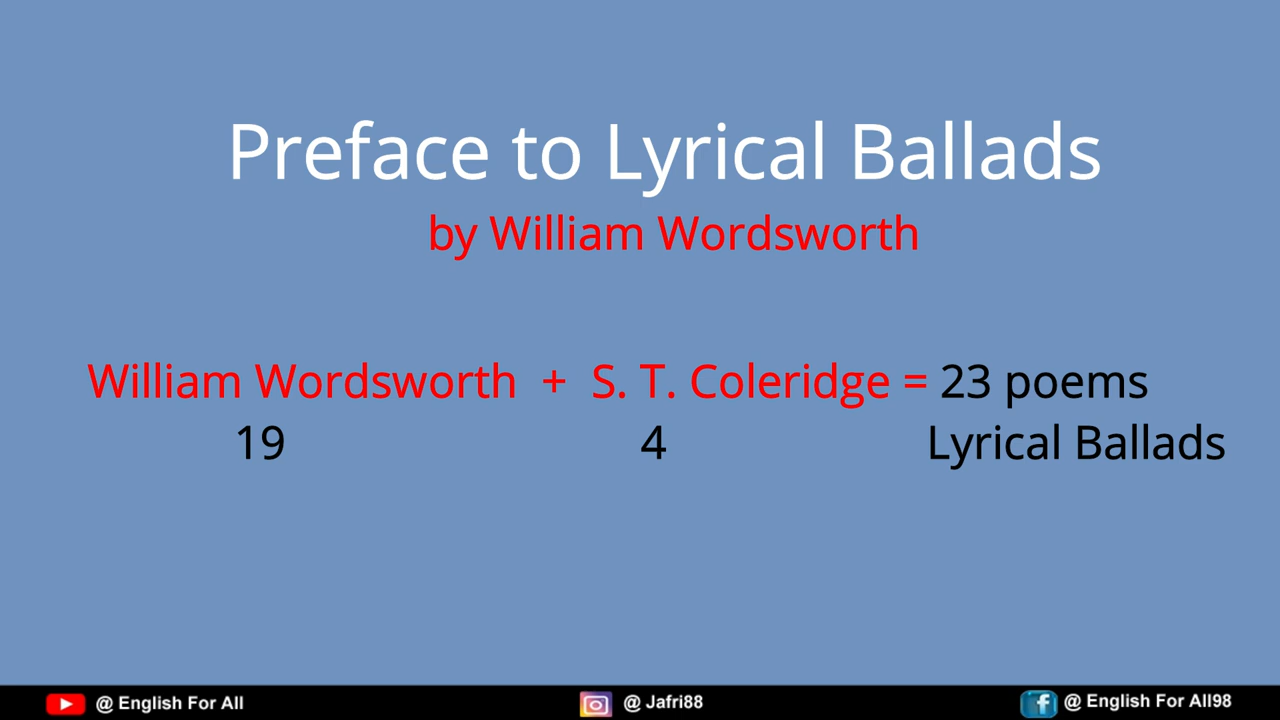 Preface to Lyrical Ballads
by William Wordsworth
William Wordsworth + S. T. Coleridge = 23 poems
19 4 Lyrical Ballads
@ English For All @ Jafri88 @ English For All98